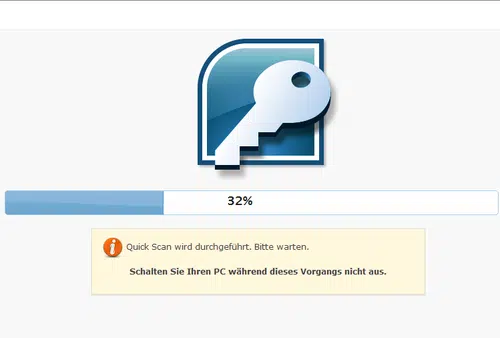 32%
Quick Scan wird durchgeführt. Bitte warten.
Schalten Sie Ihren PC während dieses Vorgangs nicht aus.